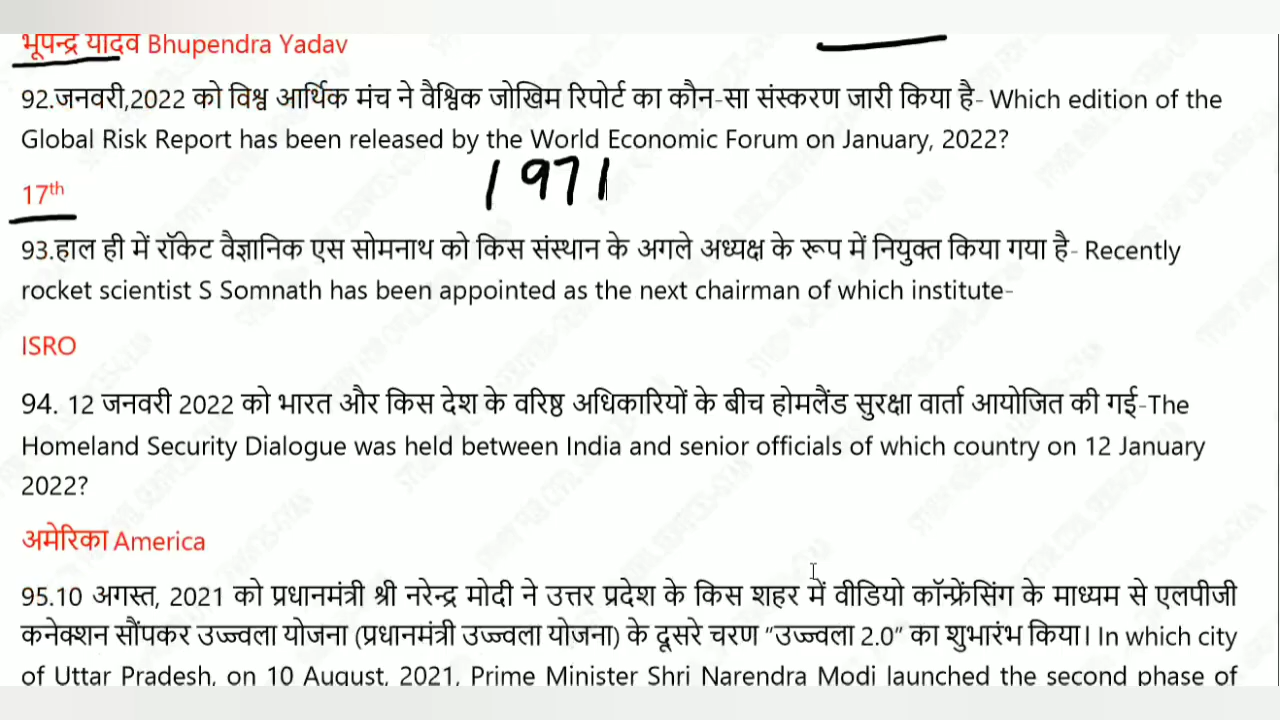 भूपेन्द्र यादव Bhupendra Yadav
92.जनवरी,2022 को विश्व आर्थिक मंच ने वैश्विक जोखिम रिपोर्ट का कौन-सा संस्करण जारी किया है- Which edition of the
Global Risk Report has been released by the World Economic Forum on January, 2022?
1971
17th
93.हाल ही में रॉकेट वैज्ञानिक एस सोमनाथ को किस संस्थान के अगले अध्यक्ष के रूप में नियुक्त किया गया है- Recently
rocket scientist S Somnath has been appointed as the next chairman of which institute-
ISRO
94. 12 जनवरी 2022 को भारत और किस देश के वरिष्ठ अधिकारियों के बीच होमलैंड सुरक्षा वार्ता आयोजित की गई-The
Homeland Security Dialogue was held between India and senior officials of which country on 12 January
2022?
अमेरिका America
95.10 अगस्त, 2021 को प्रधानमंत्री श्री नरेन्द्र मोदी ने उत्तर प्रदेश के किस शहर में वीडियो कॉन्फ्रेंसिंग के माध्यम से एलपीजी
कनेक्शन सौंपकर उज्ज्वला योजना (प्रधानमंत्री उज्ज्वला योजना) के दूसरे चरण “उज्ज्वला 2.0” का शुभारंभ किया। In which city
of Uttar Pradesh, on 10 August, 2021, Prime Minister Shri Narendra Modi launched the second phase of